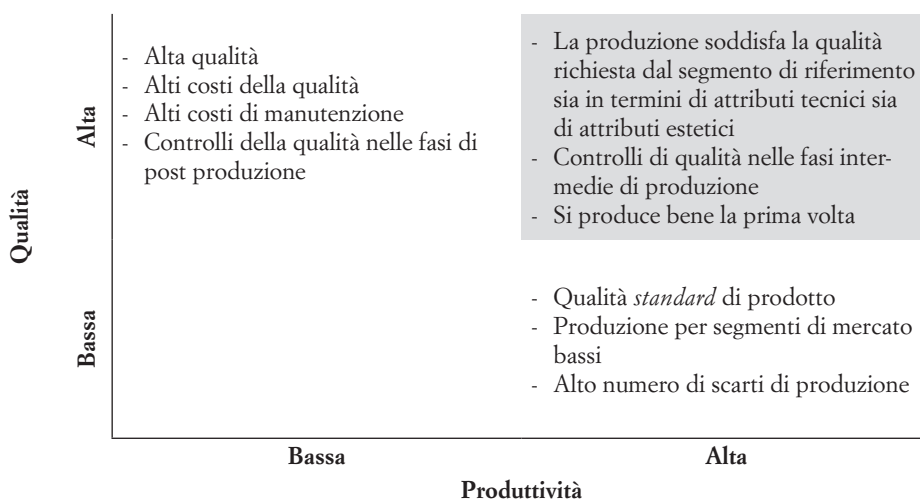 Qualità
Alta
- Alta qualità
- Alti costi della qualità
- Alti costi di manutenzione
- Controlli della qualità nelle fasi di
post produzione
- La produzione soddisfa la qualità
richiesta dal segmento di riferimento
sia in termini di attributi tecnici sia
di attributi estetici
- Controlli di qualità nelle fasi inter-
medie di produzione
- Si produce bene la prima volta
Bassa
- Qualità standard di prodotto
- Produzione per segmenti di mercato
bassi
- Alto numero di scarti di produzione
Bassa
Alta
Produttività